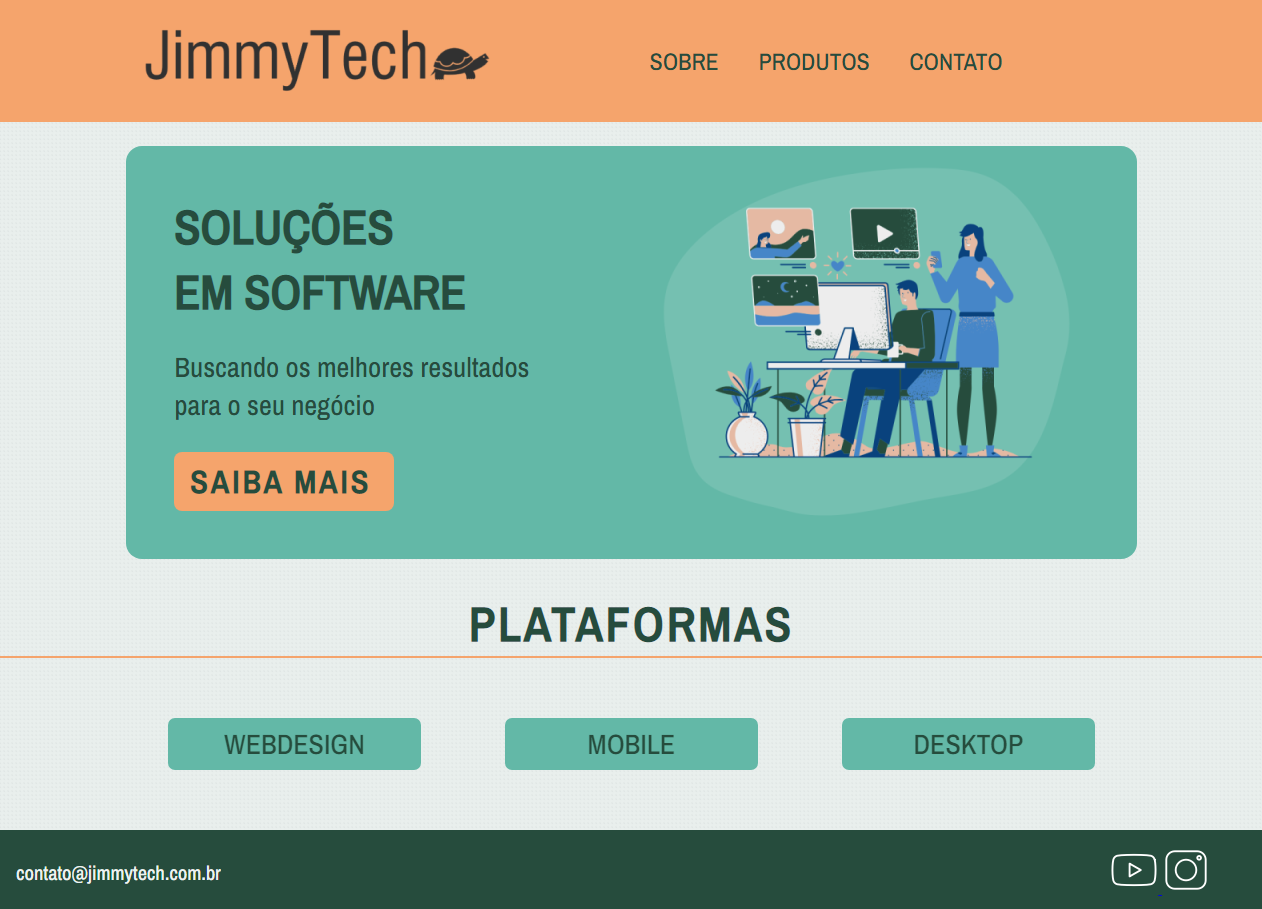 JimmyTech
SOBRE PRODUTOS CONTATO
SOLUÇÕES
EM SOFTWARE
Buscando os melhores resultados
para o seu negócio
SAIBA MAIS
PLATAFORMAS
WEBDESIGN MOBILE DESKTOP
contato@jimmytech.com.br